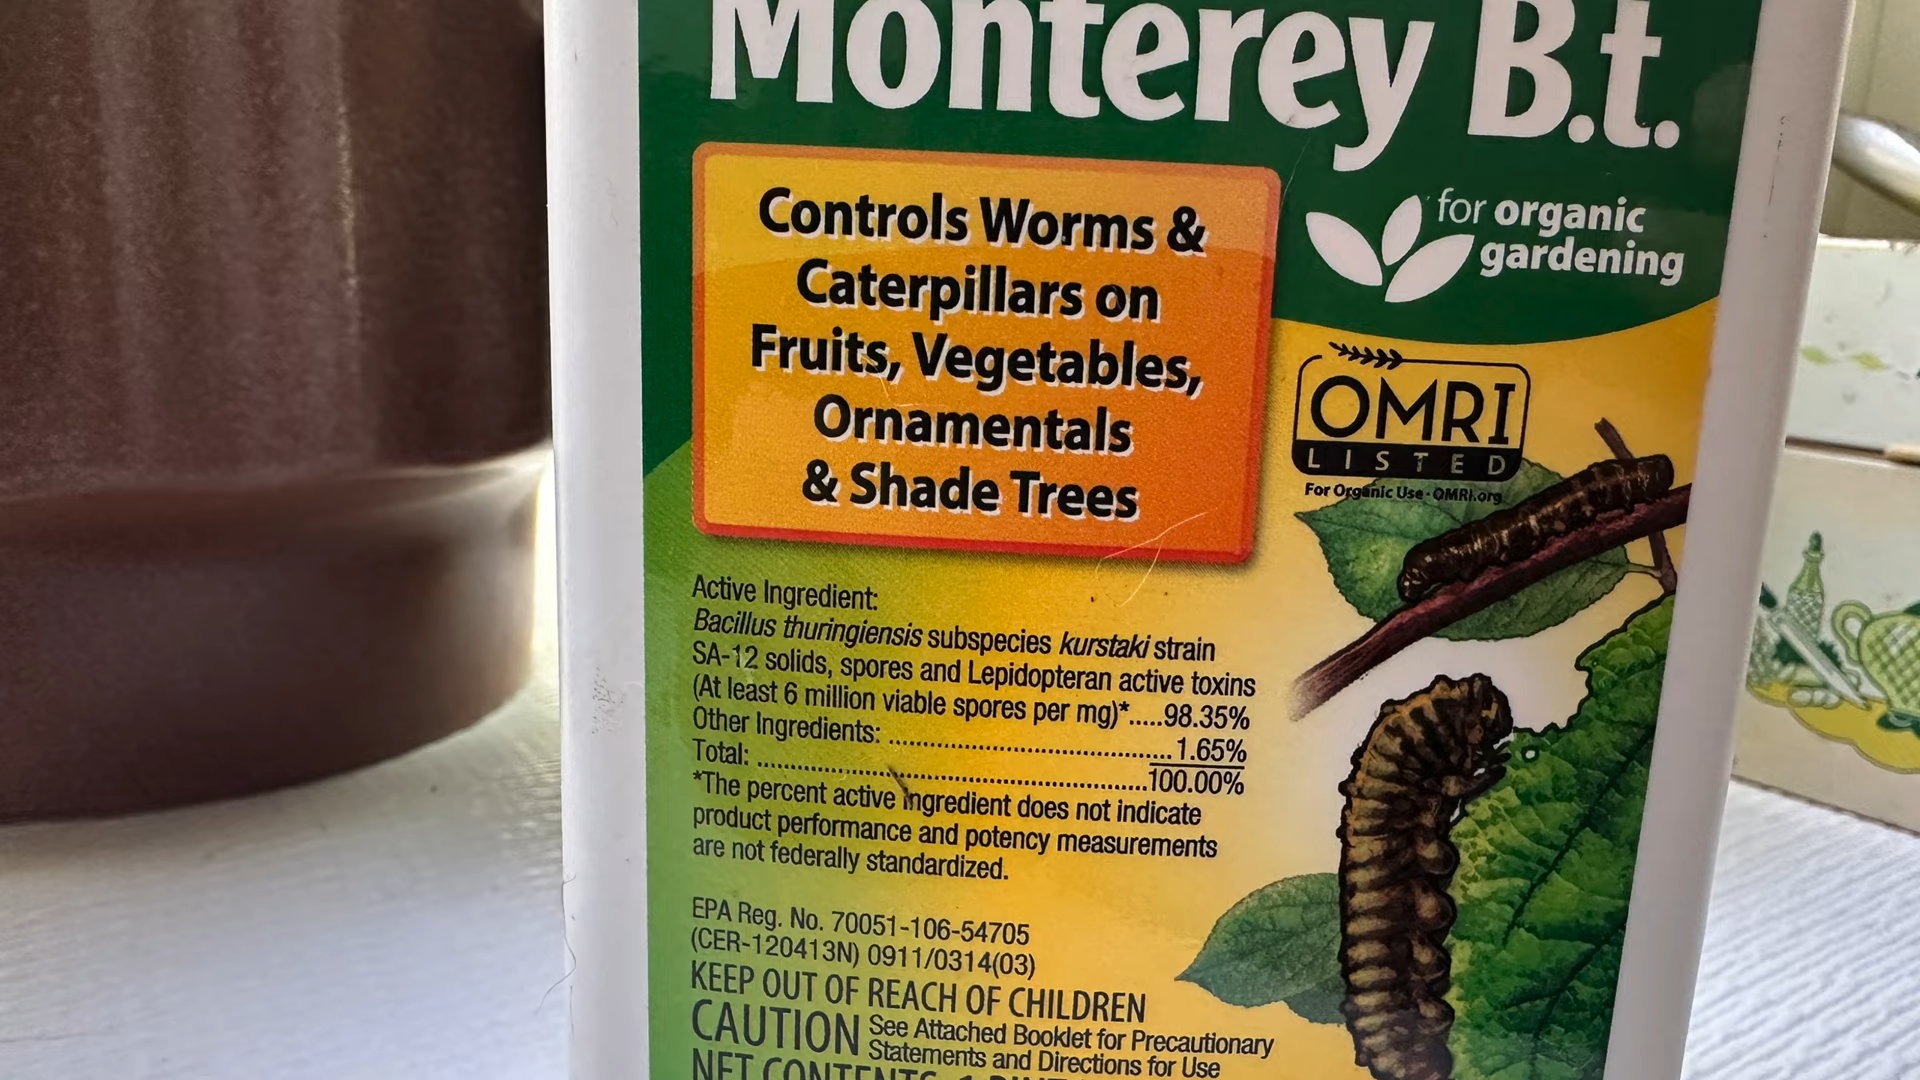 Monterey B.t.
Controls Worms &
Caterpillars on
Fruits, Vegetables,
Ornamentals
& Shade Trees
for organic
gardening
OMRI
LISTED
For Organic Use · OMRI.org
Active Ingredient:
Bacillus thuringiensis subspecies kurstaki strain
SA-12 solids, spores and Lepidopteran active toxins
(At least 6 million viable spores per mg)*.....98.35%
Other Ingredients: ............................................ 1.65%
Total: ..............................................................100.00%
*The percent active ingredient does not indicate
product performance and potency measurements
are not federally standardized.
EPA Reg. No. 70051-106-54705
(CER-120413N) 0911/0314(03)
KEEP OUT OF REACH OF CHILDREN
CAUTION See Attached Booklet for Precautionary
Statements and Directions for Use
NET CONTENTS